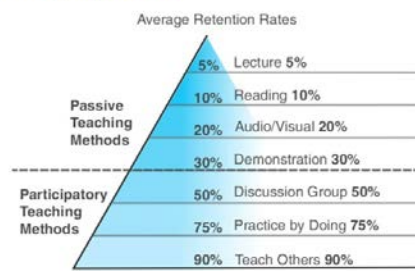 Average Retention Rates
5% Lecture 5%
10% Reading 10%
20% Audio/Visual 20%
30% Demonstration 30%
Passive
Teaching
Methods
50% Discussion Group 50%
75% Practice by Doing 75%
90% Teach Others 90%
Participatory
Teaching
Methods